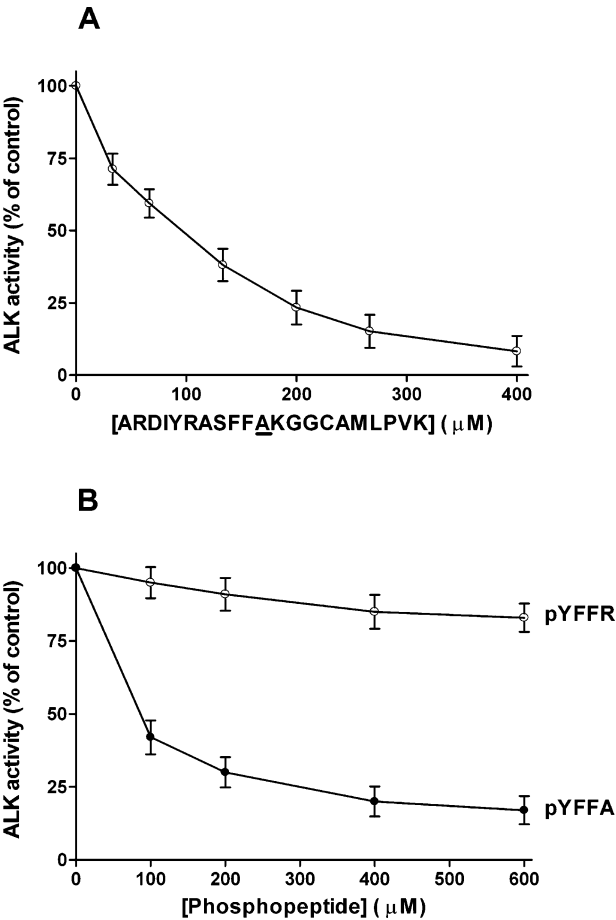 A
ALK activity (% of control)
100
75
50
25
0
0 100 200 300 400
[ARDIYRASFFAKGGCAMLPVK] (μM)
B
ALK activity (% of control)
100
75
50
25
0
pYFFR
pYFFA
0 100 200 300 400 500 600
[Phosphopeptide] (μM)